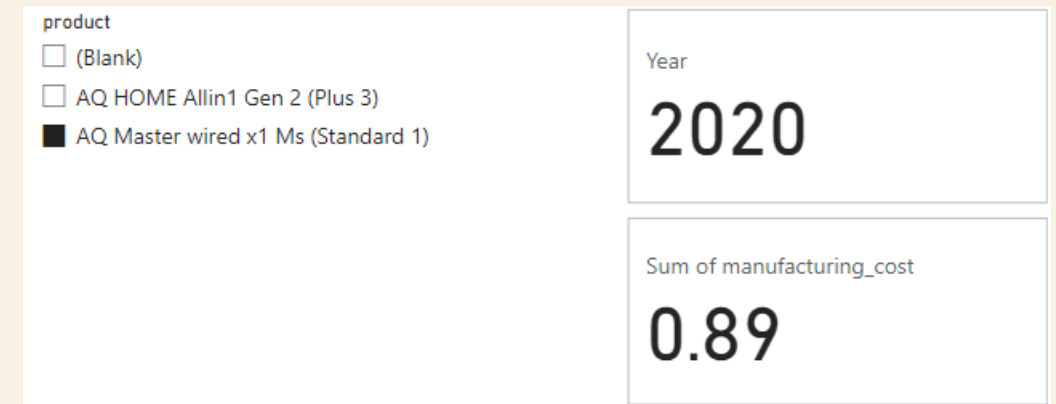 product
(Blank)
AQ HOME Allin1 Gen 2 (Plus 3)
AQ Master wired x1 Ms (Standard 1)
Year
2020
Sum of manufacturing_cost
0.89